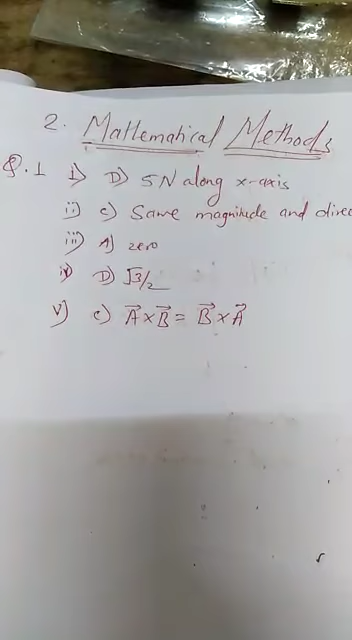 2. Mathematical Methods
Q.1 i) D) 5N along x-axis
ii) c) Same magnitude and direc
iii) A) zero
iv) D) √3/2
v) c) A⃗ × B⃗ = B⃗ × A⃗